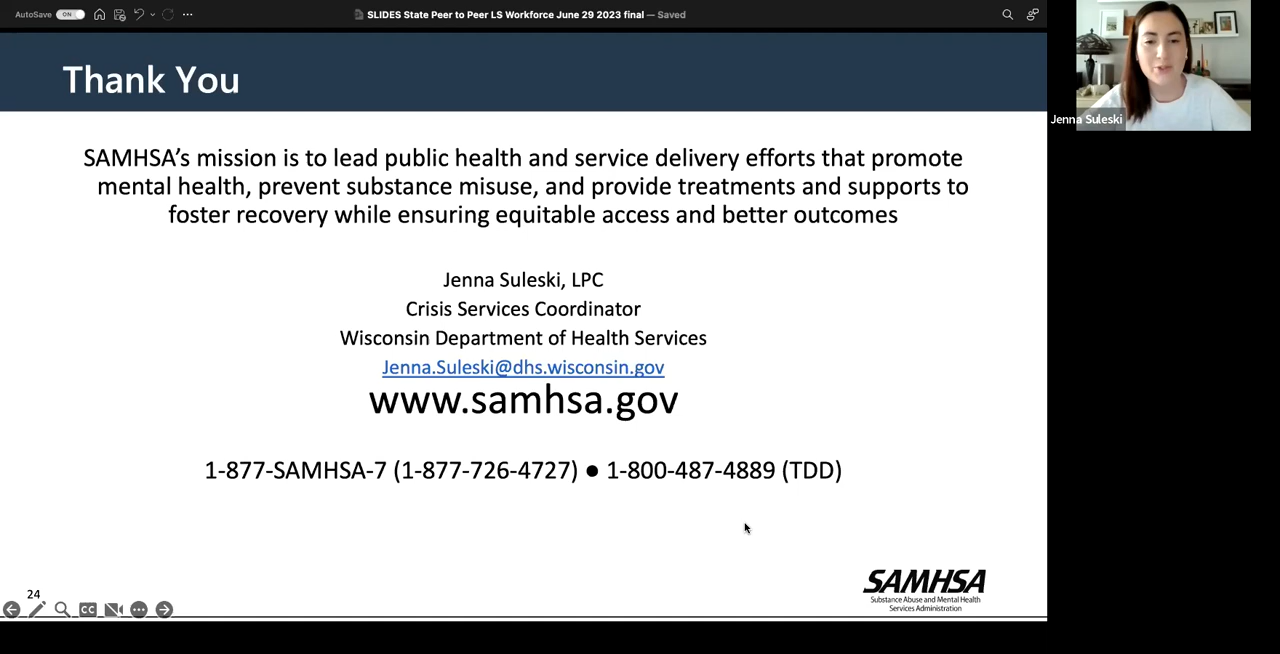 AutoSave ON
SLIDES State Peer to Peer LS Workforce June 29 2023 final — Saved
Jenna Suleski
Thank You
SAMHSA’s mission is to lead public health and service delivery efforts that promote
mental health, prevent substance misuse, and provide treatments and supports to
foster recovery while ensuring equitable access and better outcomes
Jenna Suleski, LPC
Crisis Services Coordinator
Wisconsin Department of Health Services
Jenna.Suleski@dhs.wisconsin.gov
www.samhsa.gov
1-877-SAMHSA-7 (1-877-726-4727) ● 1-800-487-4889 (TDD)
SAMHSA
Substance Abuse and Mental Health
Services Administration
24
CC